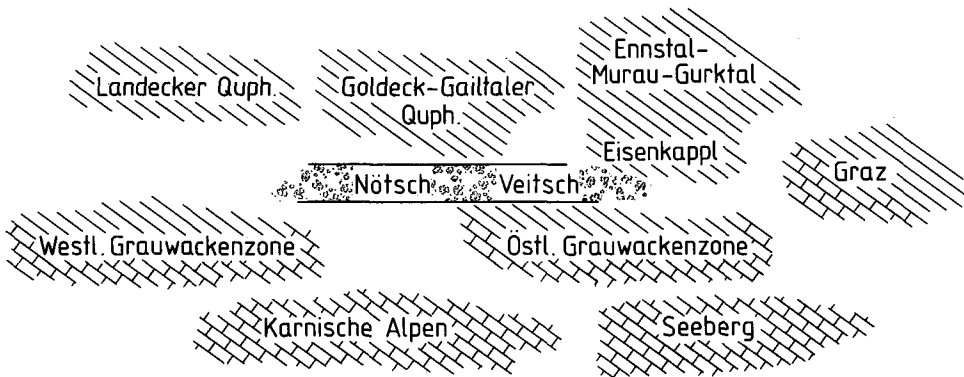 Ennstal-
Murau-Gurktal
Landecker Quph.
Goldeck-Gailtaler
Quph.
Eisenkappl
Graz
Nötsch
Veitsch
Westl. Grauwackenzone
Östl. Grauwackenzone
Karnische Alpen
Seeberg